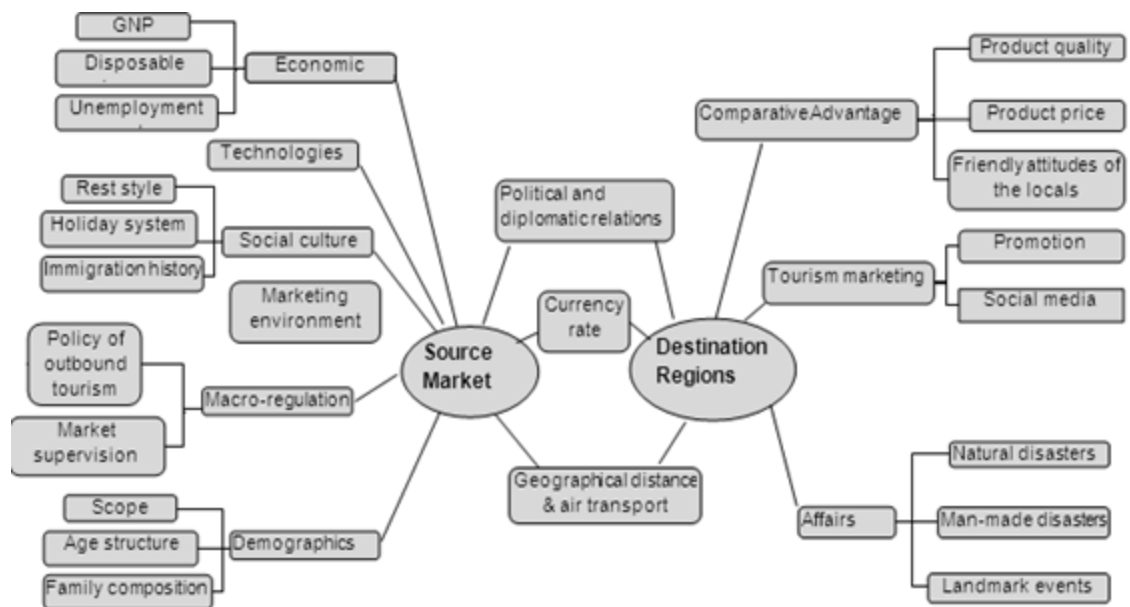 GNP
Disposable
Unemployment
Economic
Technologies
Rest style
Holiday system
Immigration history
Social culture
Marketing
environment
Policy of
outbound
tourism
Market
supervision
Macro-regulation
Scope
Age structure
Family composition
Demographics
Source
Market
Political and
diplomatic relations
Currency
rate
Geographical distance
& air transport
Destination
Regions
Comparative Advantage
Product quality
Product price
Friendly attitudes of
the locals
Tourism marketing
Promotion
Social media
Affairs
Natural disasters
Man-made disasters
Landmark events